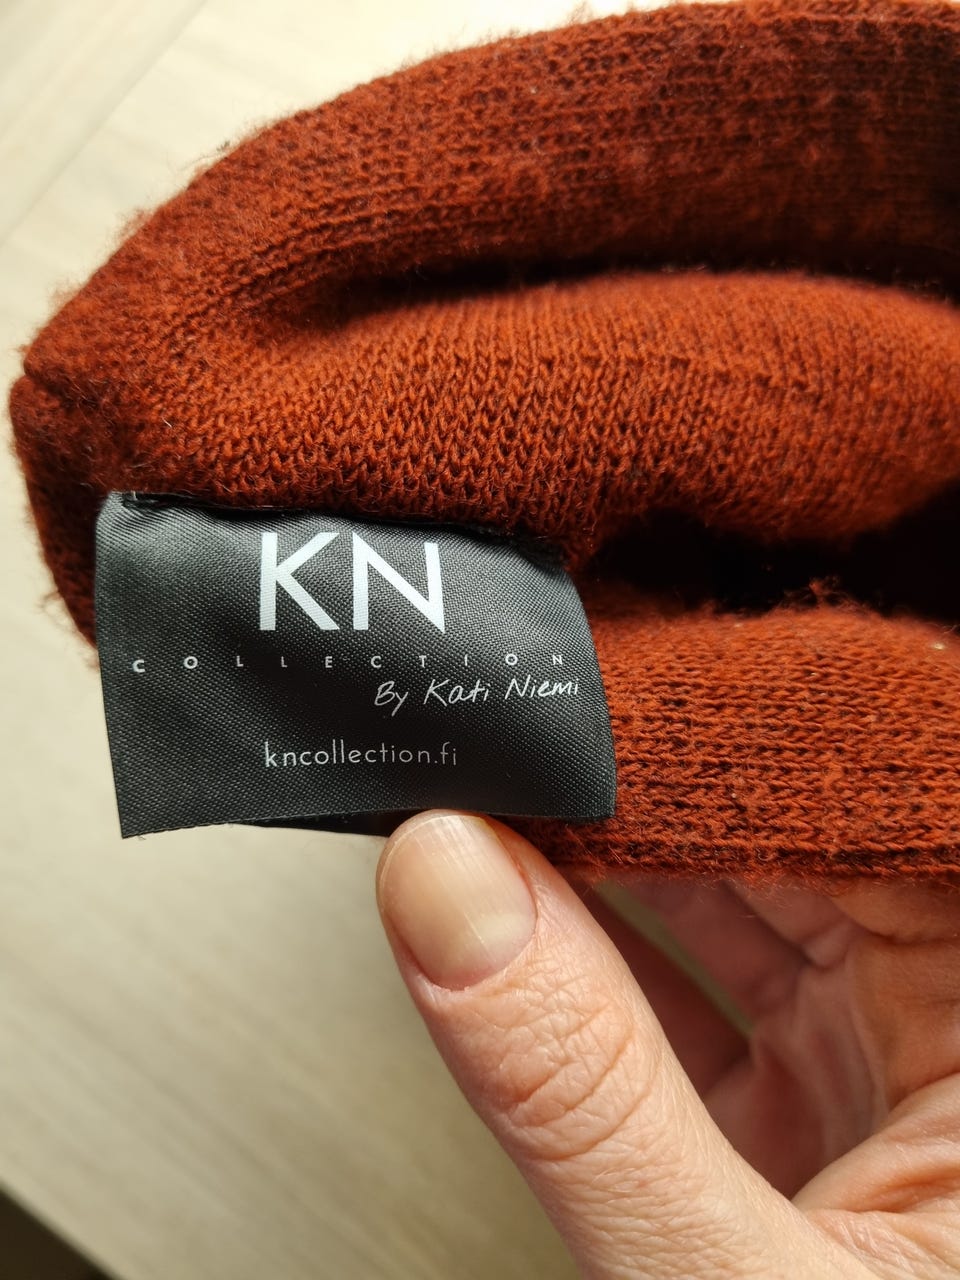 KN
COLLECTION
By Kati Niemi
kncollection.fi